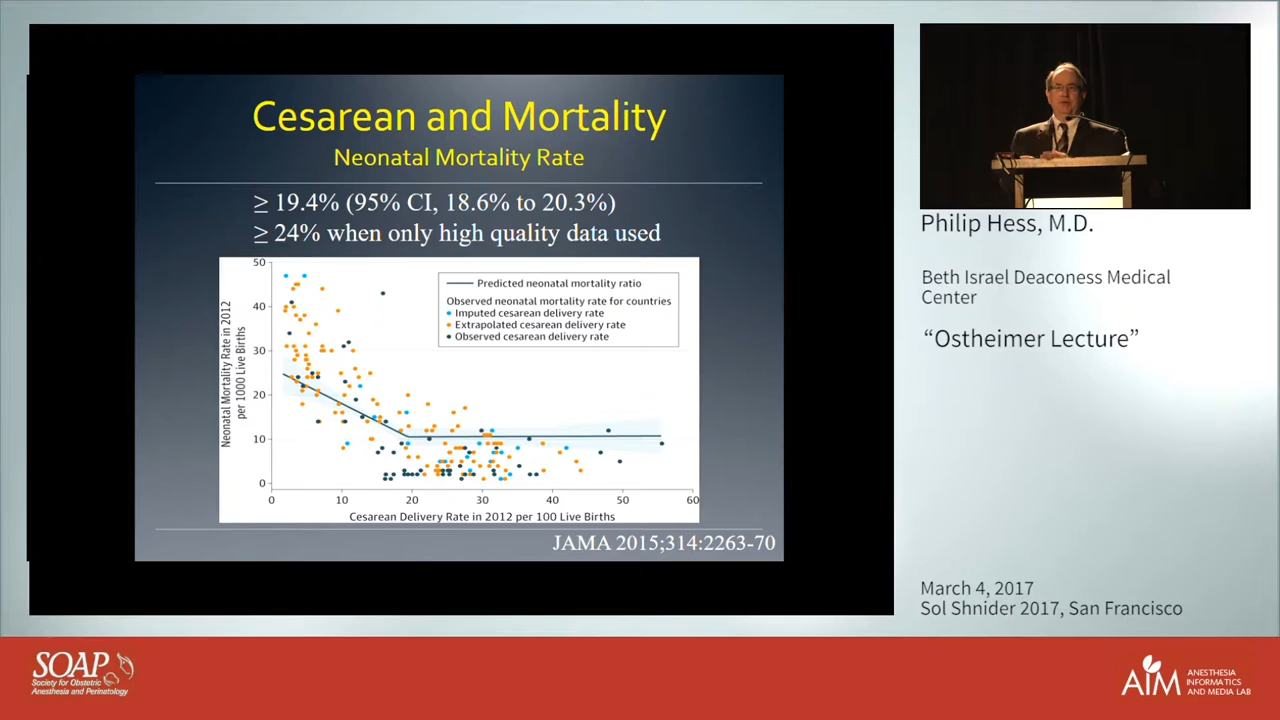 Cesarean and Mortality
Neonatal Mortality Rate
≥ 19.4% (95% CI, 18.6% to 20.3%)
≥ 24% when only high quality data used
50
40
30
20
10
0
Neonatal Mortality Rate in 2012
per 1000 Live Births
Predicted neonatal mortality ratio
Observed neonatal mortality rate for countries
Imputed cesarean delivery rate
Extrapolated cesarean delivery rate
Observed cesarean delivery rate
0 10 20 30 40 50 60
Cesarean Delivery Rate in 2012 per 100 Live Births
JAMA 2015;314:2263-70
Philip Hess, M.D.
Beth Israel Deaconess Medical
Center
“Ostheimer Lecture”
March 4, 2017
Sol Shnider 2017, San Francisco
SOAP
Society for Obstetric
Anesthesia and Perinatology
AIM
ANESTHESIA
INFORMATICS
AND MEDIA LAB